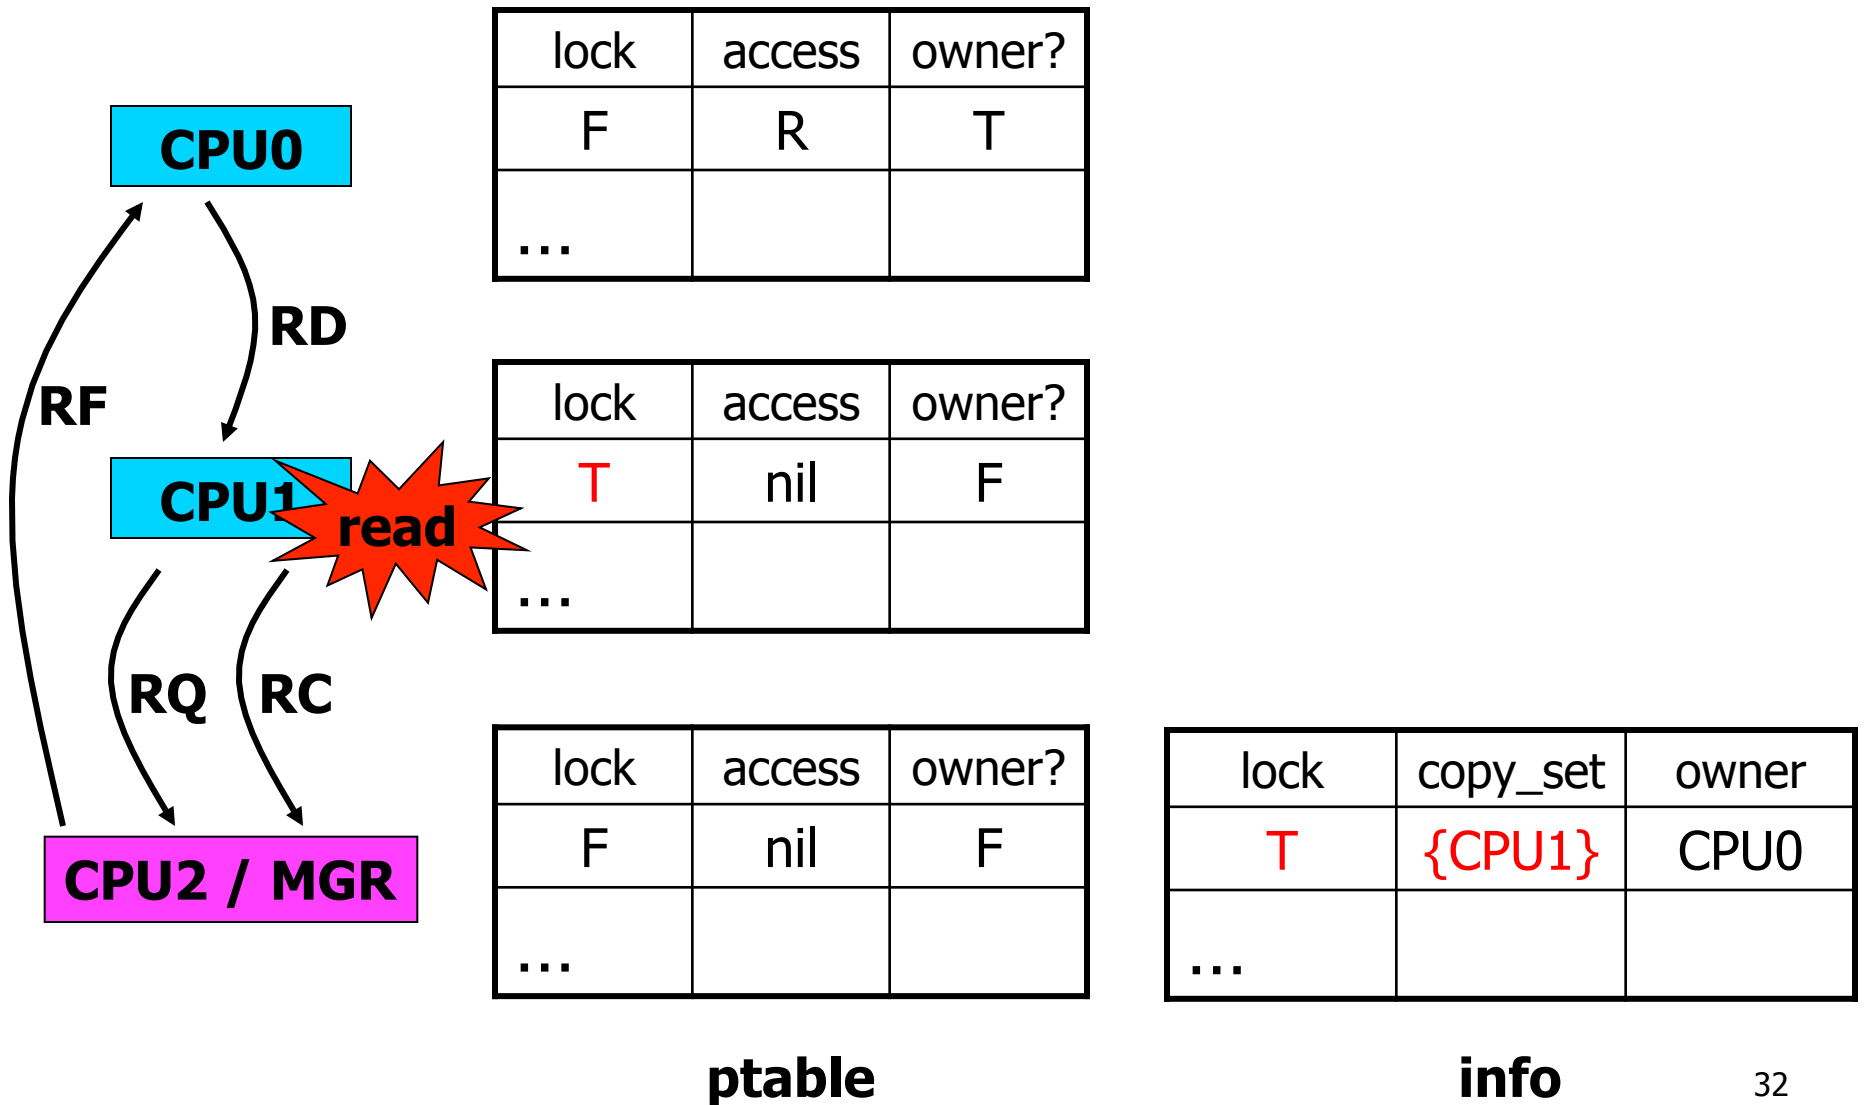 lock access owner?
F R T
...
CPU0
RD
RF
lock access owner?
T nil F
...
CPU1
read
RQ RC
lock access owner?
F nil F
...
CPU2 / MGR
lock copy_set owner
T {CPU1} CPU0
...
ptable
info
32